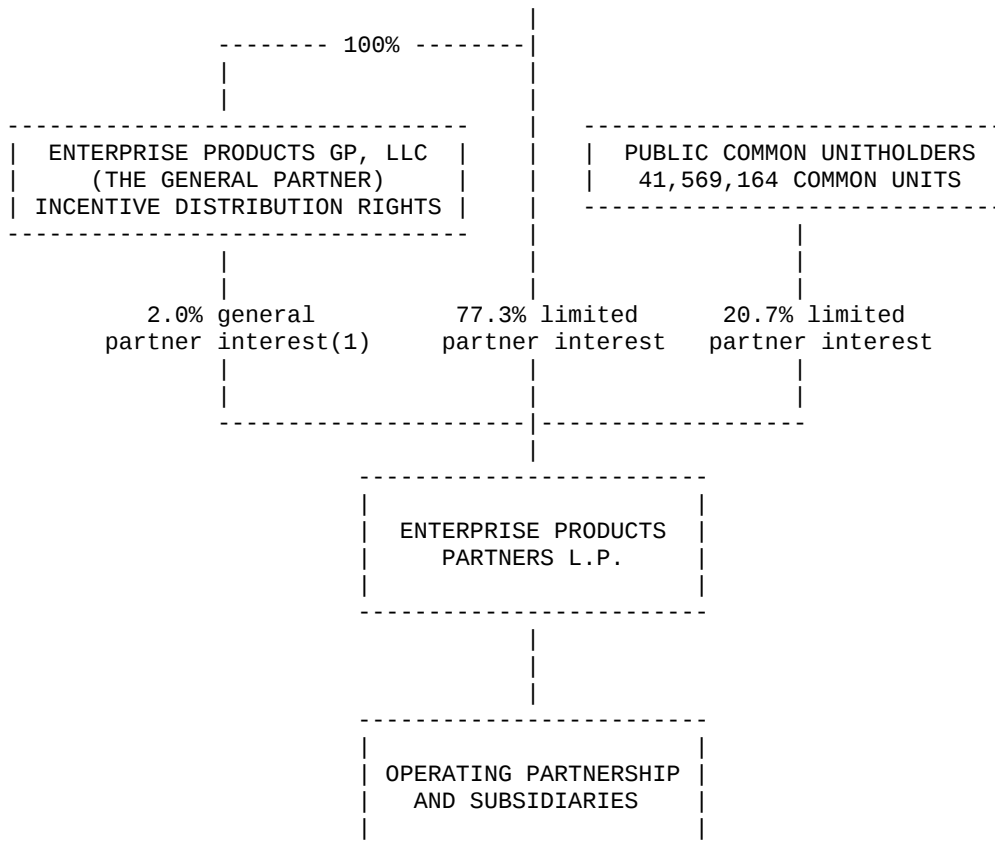 100%
ENTERPRISE PRODUCTS GP, LLC
(THE GENERAL PARTNER)
INCENTIVE DISTRIBUTION RIGHTS
PUBLIC COMMON UNITHOLDERS
41,569,164 COMMON UNITS
2.0% general
partner interest(1)
77.3% limited
partner interest
20.7% limited
partner interest
ENTERPRISE PRODUCTS
PARTNERS L.P.
OPERATING PARTNERSHIP
AND SUBSIDIARIES